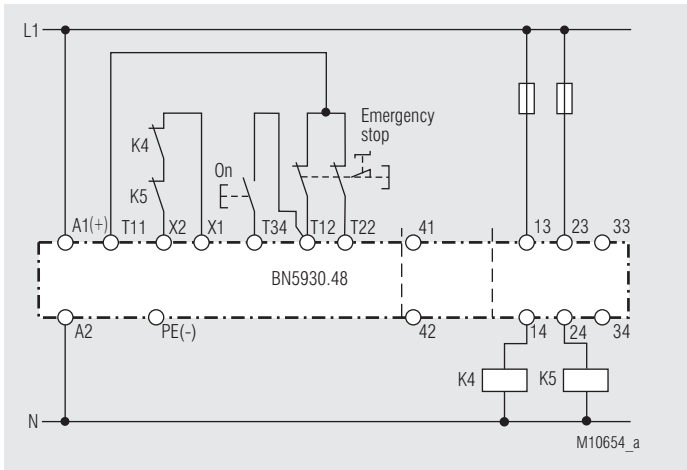 L1
Emergency
stop
K4
On
K5
A1(+) T11 X2 X1 T34 T12 T22 41 13 23 33
BN5930.48
A2 PE(-) 42 14 24 34
K4 K5
N
M10654_a